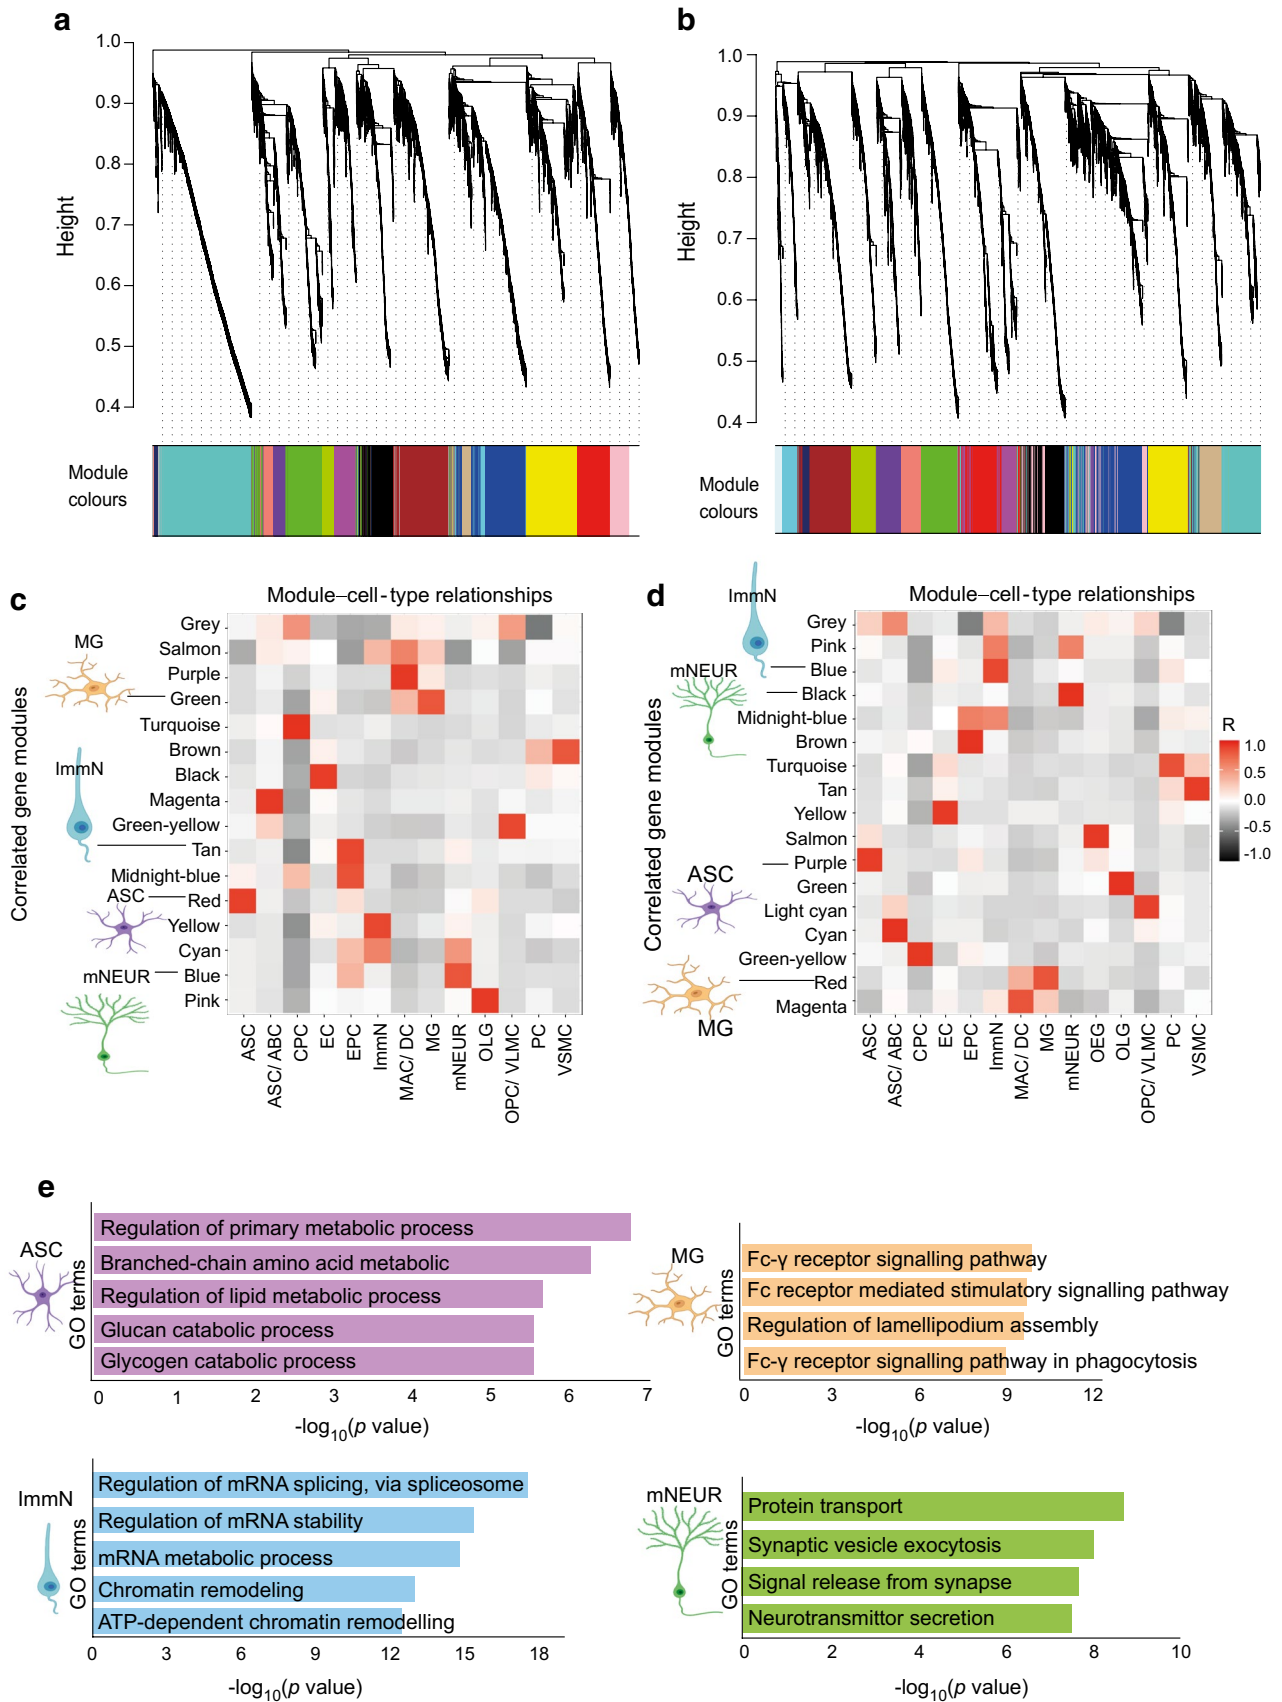 a
1.0
0.9
0.8
0.7
0.6
0.5
0.4
Height
Module
colours
b
1.0
0.9
0.8
0.7
0.6
0.5
0.4
Height
Module
colours
c
Module–cell-type relationships
Correlated gene modules
MG
ImmN
ASC
mNEUR
Grey
Salmon
Purple
Green
Turquoise
Brown
Black
Magenta
Green-yellow
Tan
Midnight-blue
Red
Yellow
Cyan
Blue
Pink
ASC
ASC/ ABC
CPC
EC
EPC
ImmN
MAC/ DC
MG
mNEUR
OLG
OPC/ VLMC
PC
VSMC
d
Module–cell-type relationships
Correlated gene modules
ImmN
mNEUR
ASC
MG
Grey
Pink
Blue
Black
Midnight-blue
Brown
Turquoise
Tan
Yellow
Salmon
Purple
Green
Light cyan
Cyan
Green-yellow
Red
Magenta
ASC
ASC/ ABC
CPC
EC
EPC
ImmN
MAC/ DC
MG
mNEUR
OEG
OLG
OPC/ VLMC
PC
VSMC
R
1.0
0.5
0.0
-0.5
-1.0
e
ASC
GO terms
Regulation of primary metabolic process
Branched-chain amino acid metabolic
Regulation of lipid metabolic process
Glucan catabolic process
Glycogen catabolic process
0 1 2 3 4 5 6 7
-log10(p value)
MG
GO terms
Fc-γ receptor signalling pathway
Fc receptor mediated stimulatory signalling pathway
Regulation of lamellipodium assembly
Fc-γ receptor signalling pathway in phagocytosis
0 3 6 9 12
-log10(p value)
ImmN
GO terms
Regulation of mRNA splicing, via spliceosome
Regulation of mRNA stability
mRNA metabolic process
Chromatin remodeling
ATP-dependent chromatin remodelling
0 3 6 9 12 15 18
-log10(p value)
mNEUR
GO terms
Protein transport
Synaptic vesicle exocytosis
Signal release from synapse
Neurotransmittor secretion
0 2 4 6 8 10
-log10(p value)